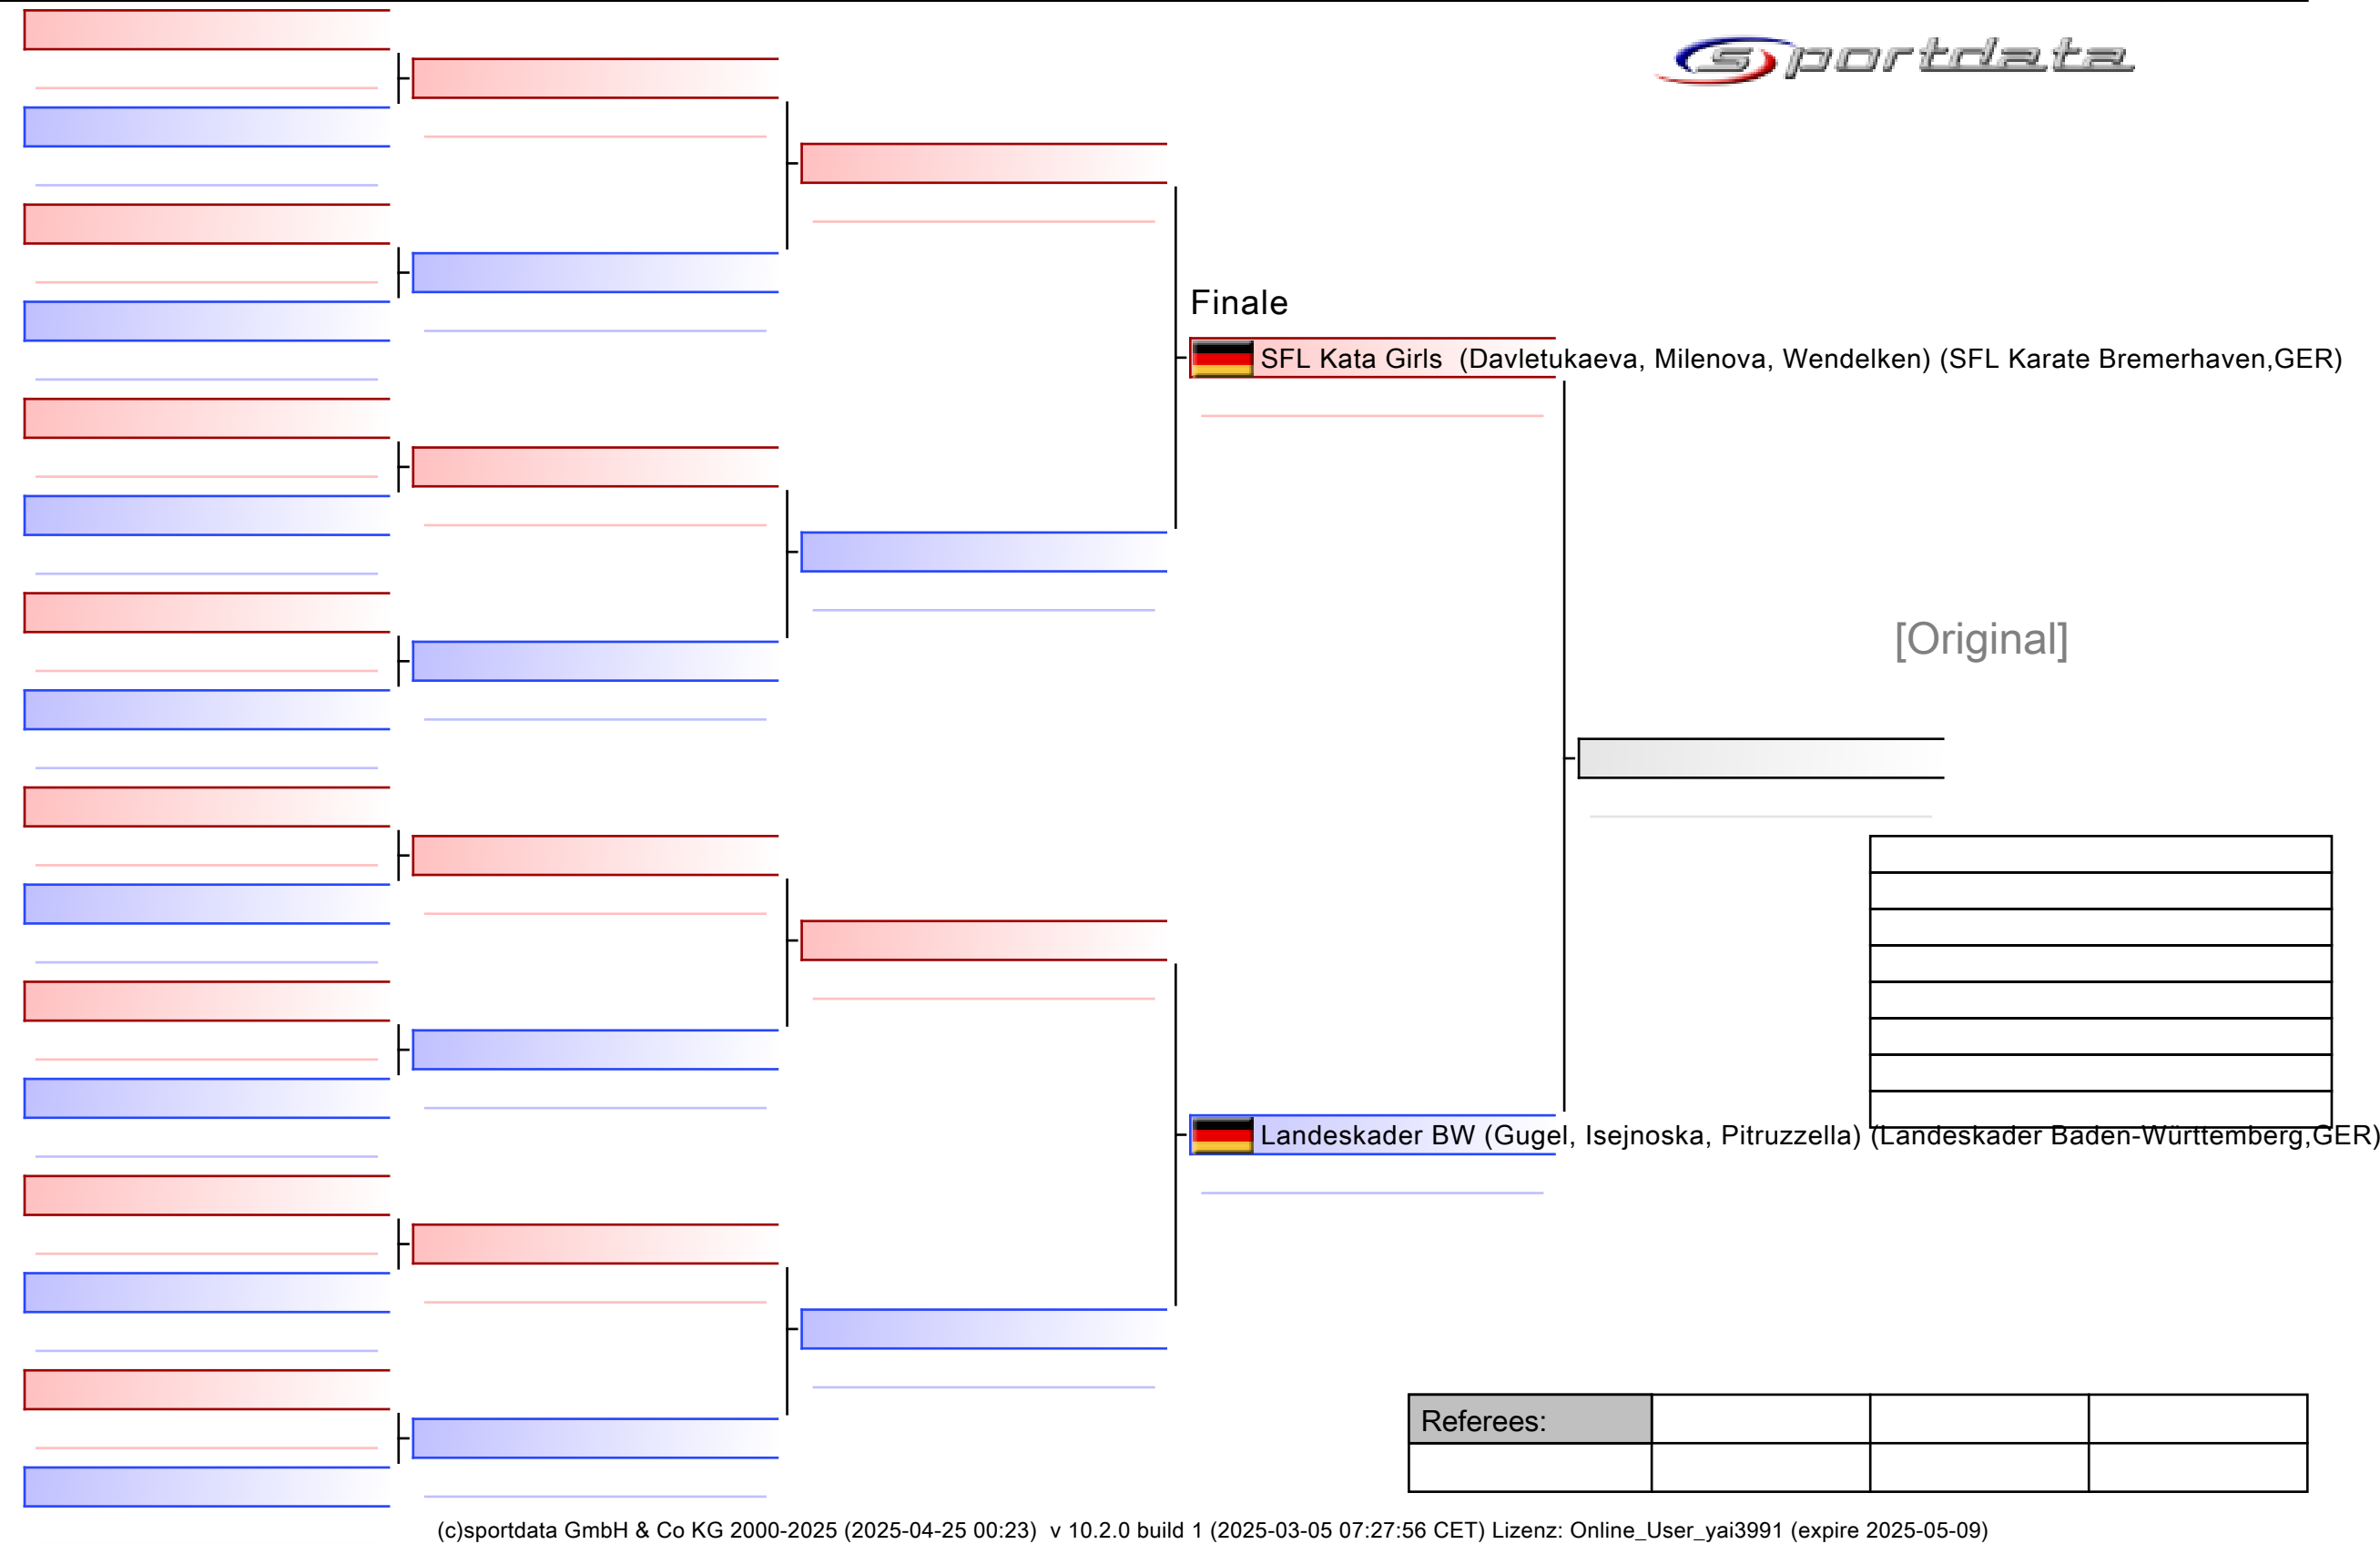 sportdata
Finale
SFL Kata Girls  (Davletukaeva, Milenova, Wendelken) (SFL Karate Bremerhaven,GER)
[Original]
Landeskader BW (Gugel, Isejnoska, Pitruzzella) (Landeskader Baden-Württemberg,GER)
Referees:
(c)sportdata GmbH & Co KG 2000-2025 (2025-04-25 00:23)  v 10.2.0 build 1 (2025-03-05 07:27:56 CET) Lizenz: Online_User_yai3991 (expire 2025-05-09)